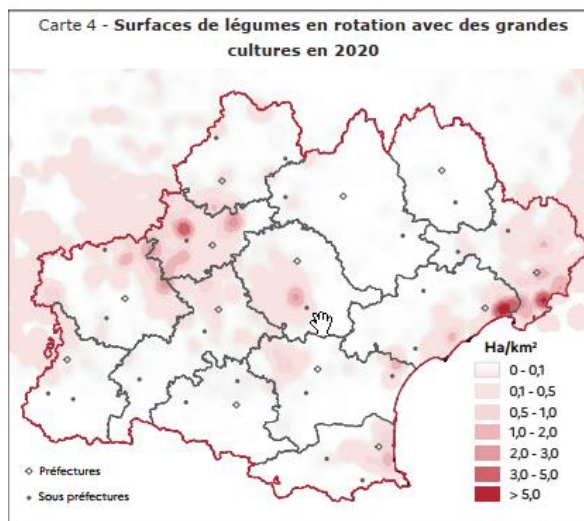 Carte 4 - Surfaces de légumes en rotation avec des grandes
cultures en 2020
Ha/km²
0 - 0,1
0,1 - 0,5
0,5 - 1,0
1,0 - 2,0
2,0 - 3,0
3,0 - 5,0
> 5,0
Préfectures
Sous préfectures